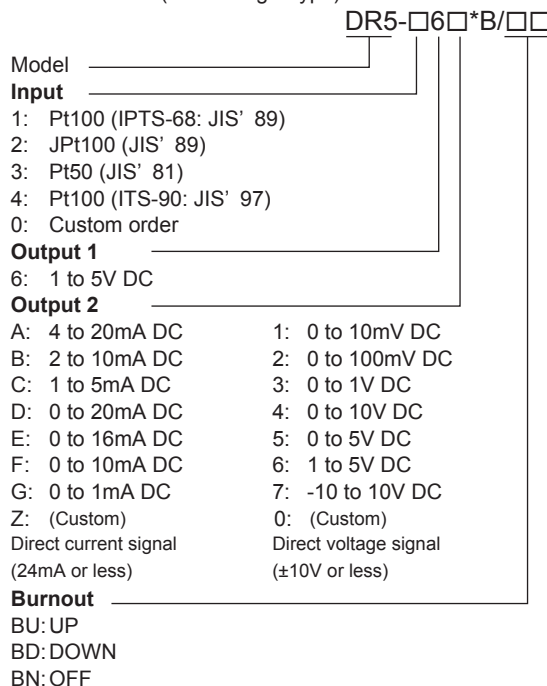 DR5-□6□*B/□□
Model
Input
1: Pt100 (IPTS-68: JIS' 89)
2: JPt100 (JIS' 89)
3: Pt50 (JIS' 81)
4: Pt100 (ITS-90: JIS' 97)
0: Custom order
Output 1
6: 1 to 5V DC
Output 2
A: 4 to 20mA DC 1: 0 to 10mV DC
B: 2 to 10mA DC 2: 0 to 100mV DC
C: 1 to 5mA DC 3: 0 to 1V DC
D: 0 to 20mA DC 4: 0 to 10V DC
E: 0 to 16mA DC 5: 0 to 5V DC
F: 0 to 10mA DC 6: 1 to 5V DC
G: 0 to 1mA DC 7: -10 to 10V DC
Z: (Custom) 0: (Custom)
Direct current signal Direct voltage signal
(24mA or less) (±10V or less)
Burnout
BU: UP
BD: DOWN
BN: OFF